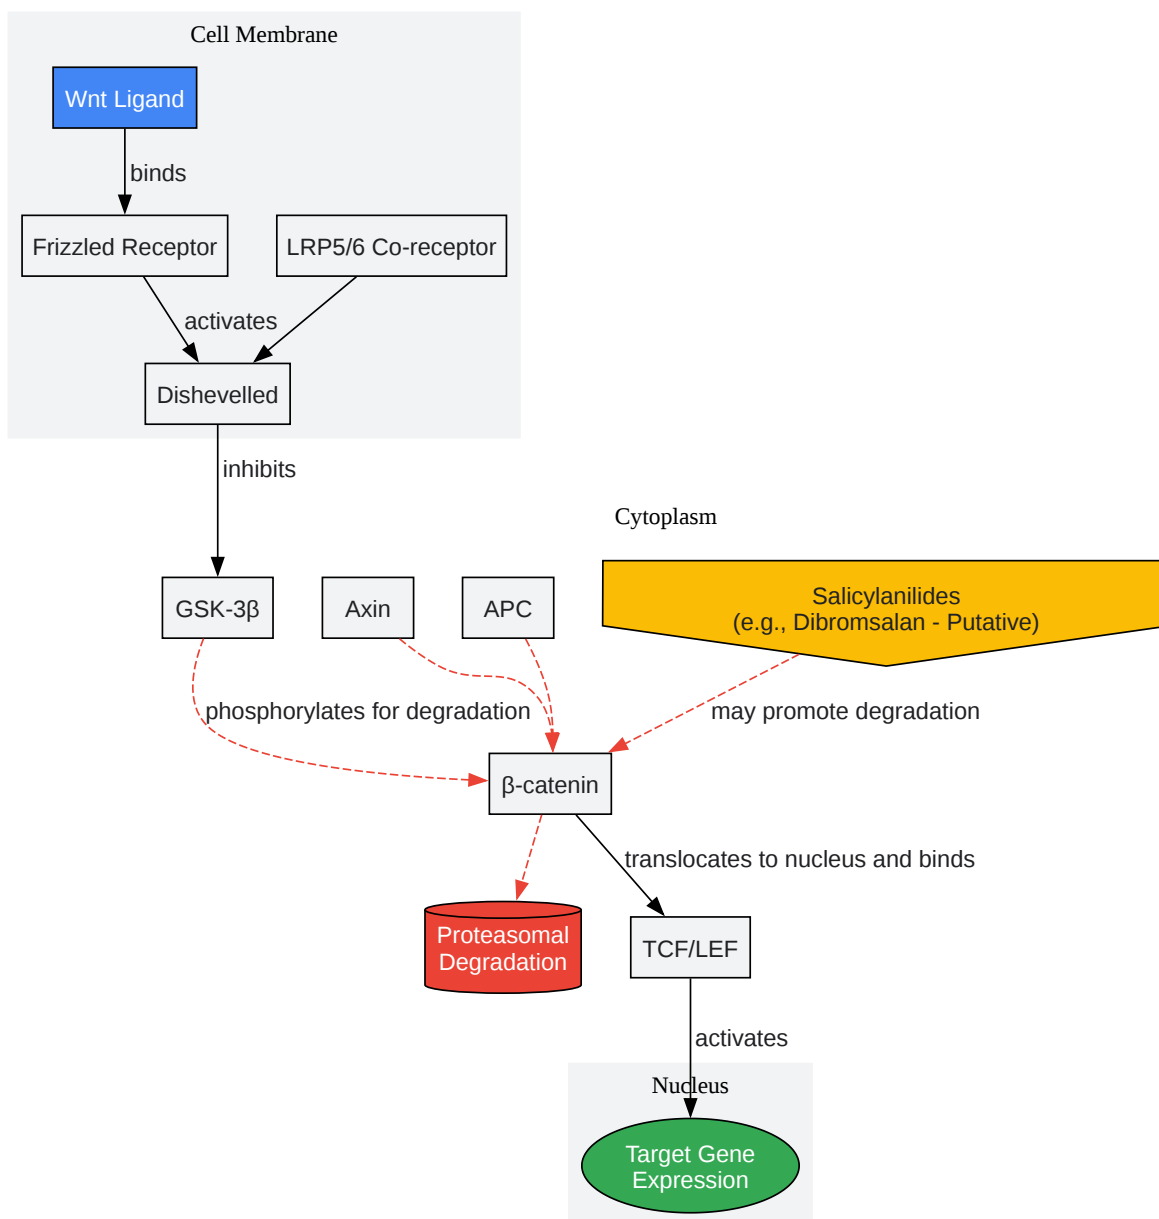 Cell Membrane
Wnt Ligand
binds
Frizzled Receptor
LRP5/6 Co-receptor
activates
Dishevelled
inhibits
Cytoplasm
GSK-3β
Axin
APC
Salicylanilides
(e.g., Dibromsalan - Putative)
phosphorylates for degradation
may promote degradation
β-catenin
translocates to nucleus and binds
Proteasomal
Degradation
TCF/LEF
activates
Nucleus
Target Gene
Expression